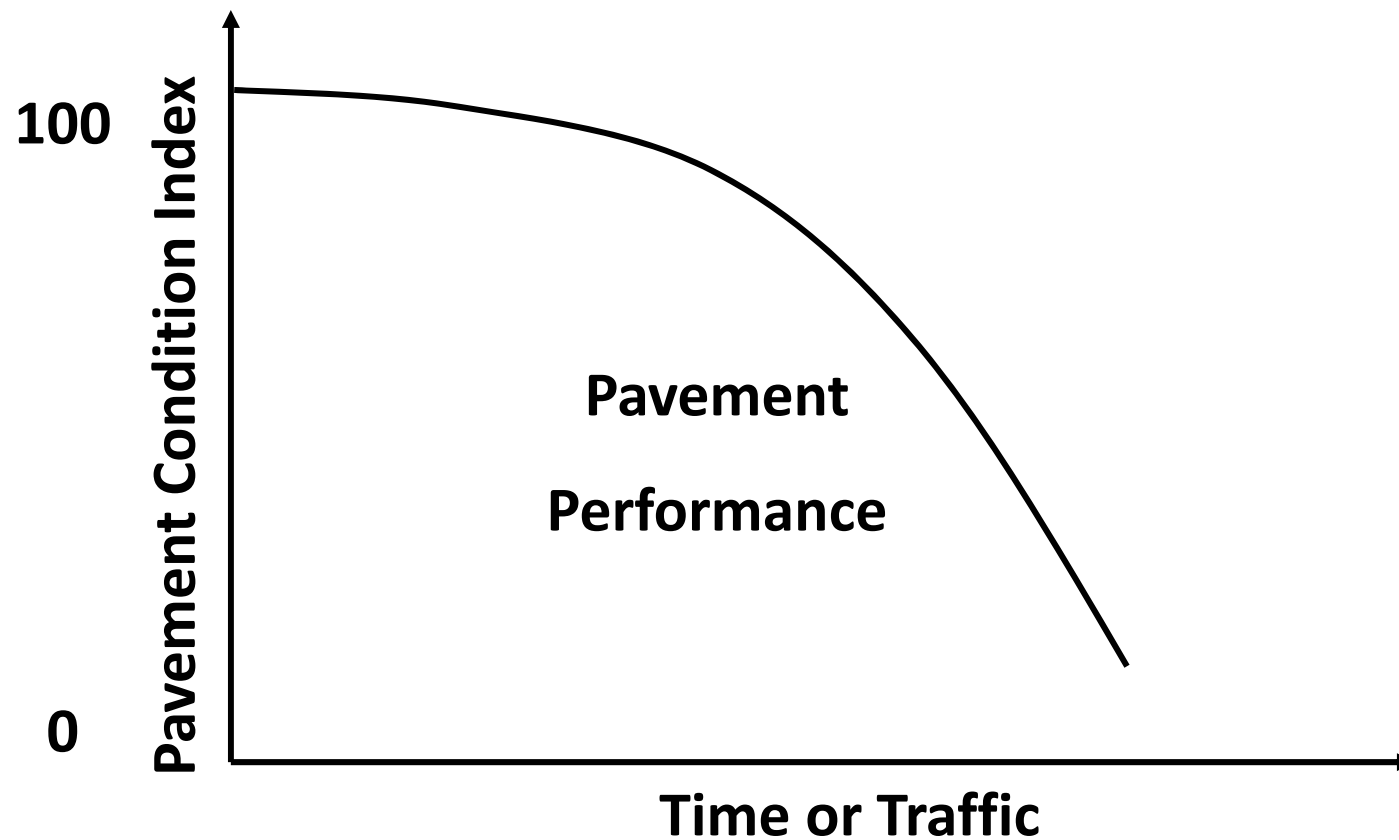 100
Pavement Condition Index
Pavement
Performance
0
Time or Traffic